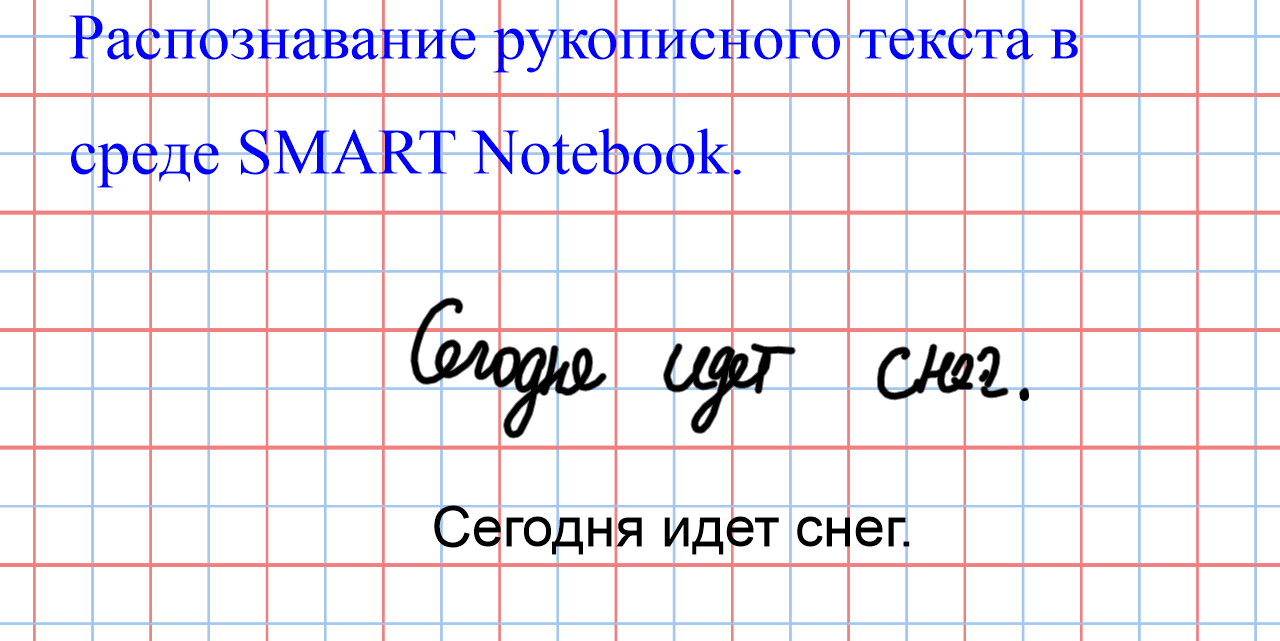 Распознавание рукописного текста в
среде SMART Notebook.
Сегодня идет снег.
Сегодня идет снег.